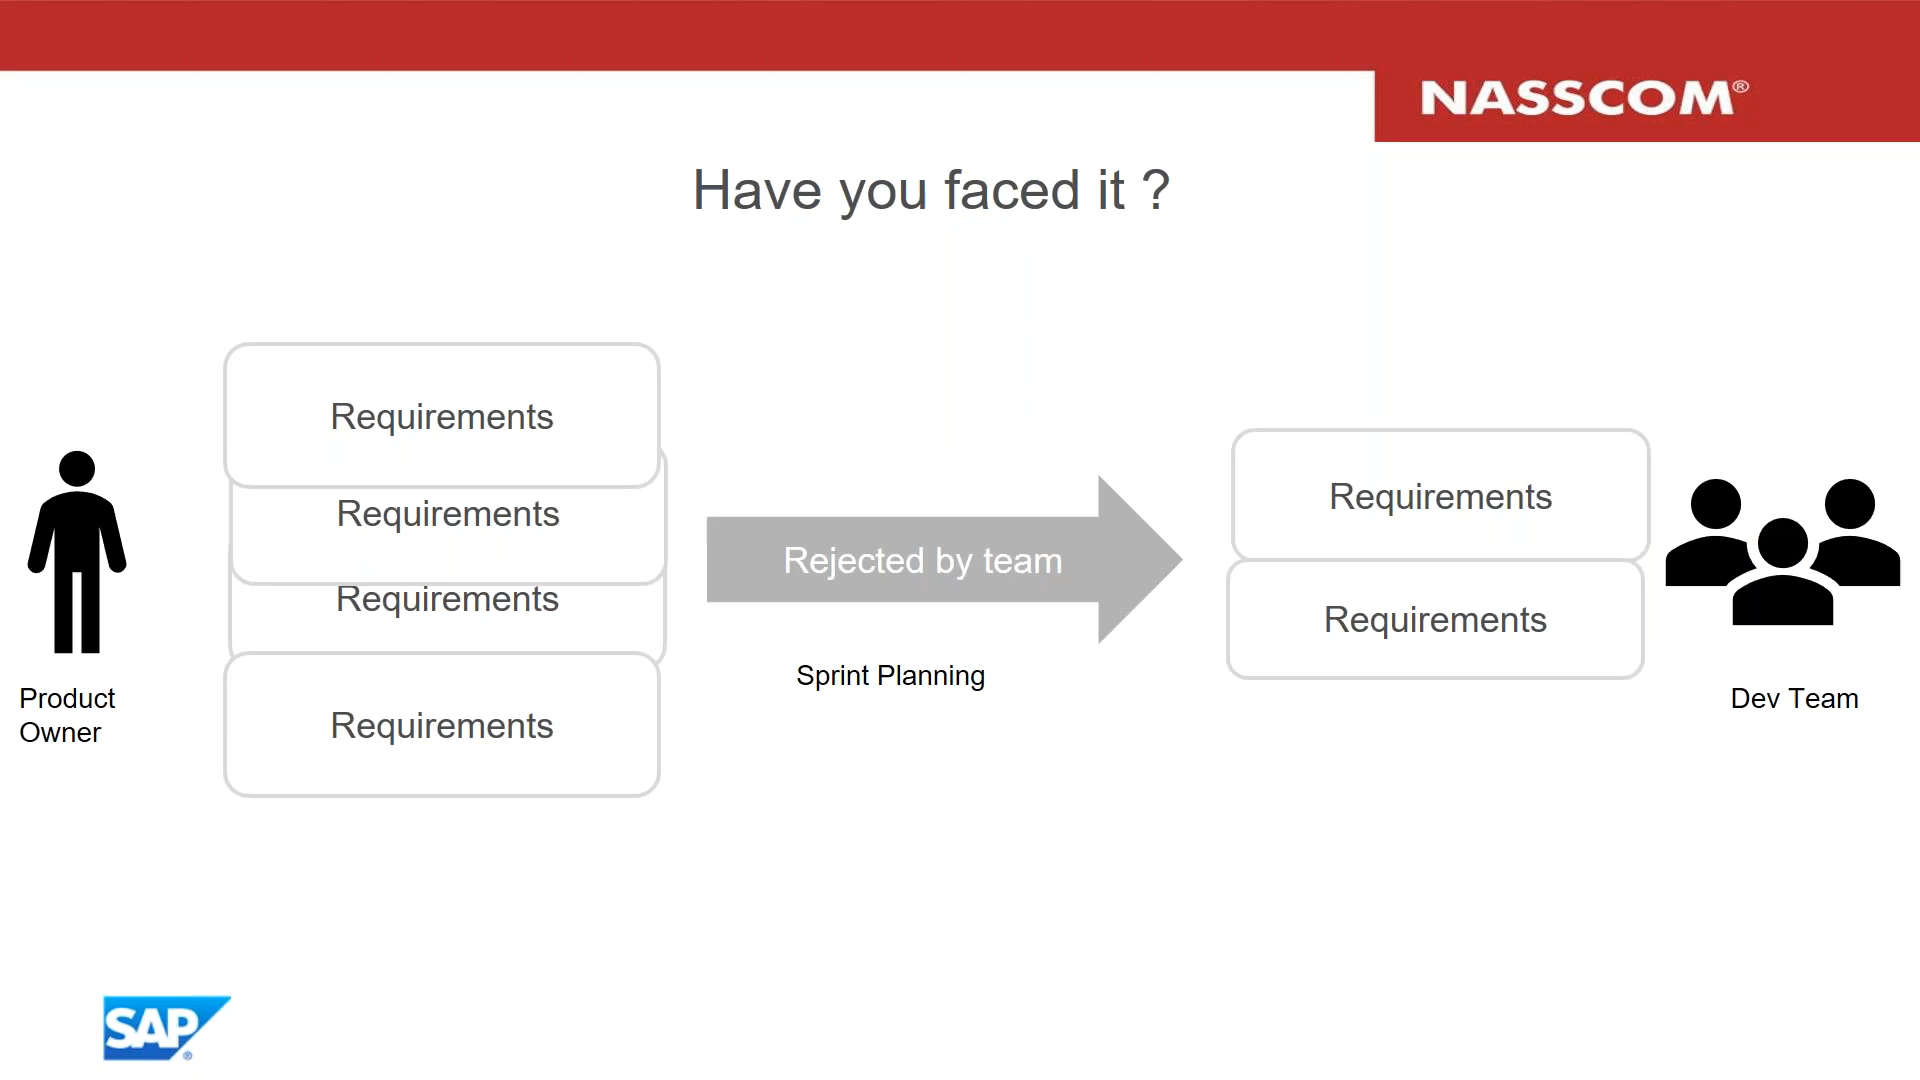 NASSCOM®
Have you faced it ?
Requirements
Requirements
Requirements
Requirements
Product
Owner
Rejected by team
Sprint Planning
Requirements
Requirements
Dev Team
SAP®